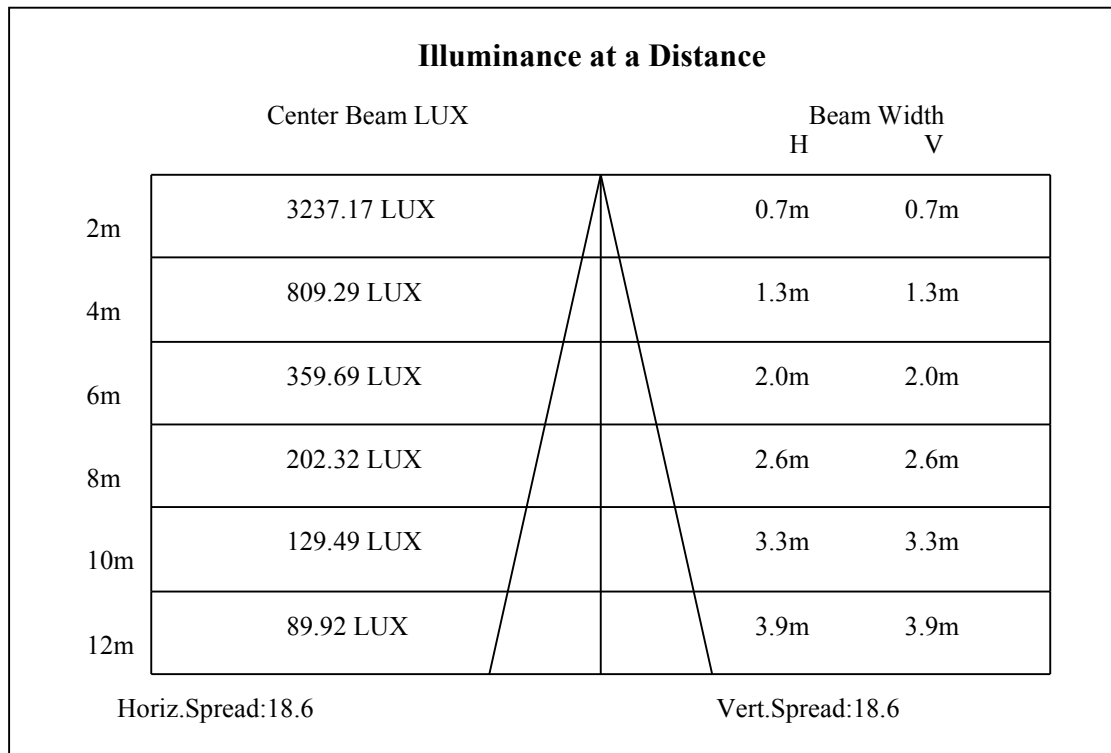 Illuminance at a Distance
Center Beam LUX Beam Width
H V
2m 3237.17 LUX 0.7m 0.7m
4m 809.29 LUX 1.3m 1.3m
6m 359.69 LUX 2.0m 2.0m
8m 202.32 LUX 2.6m 2.6m
10m 129.49 LUX 3.3m 3.3m
12m 89.92 LUX 3.9m 3.9m
Horiz.Spread:18.6 Vert.Spread:18.6